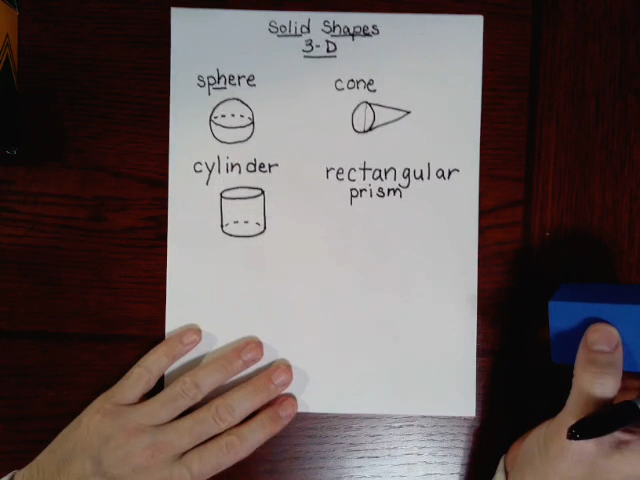 Solid Shapes
3-D
sphere
cone
cylinder
rectangular
prism